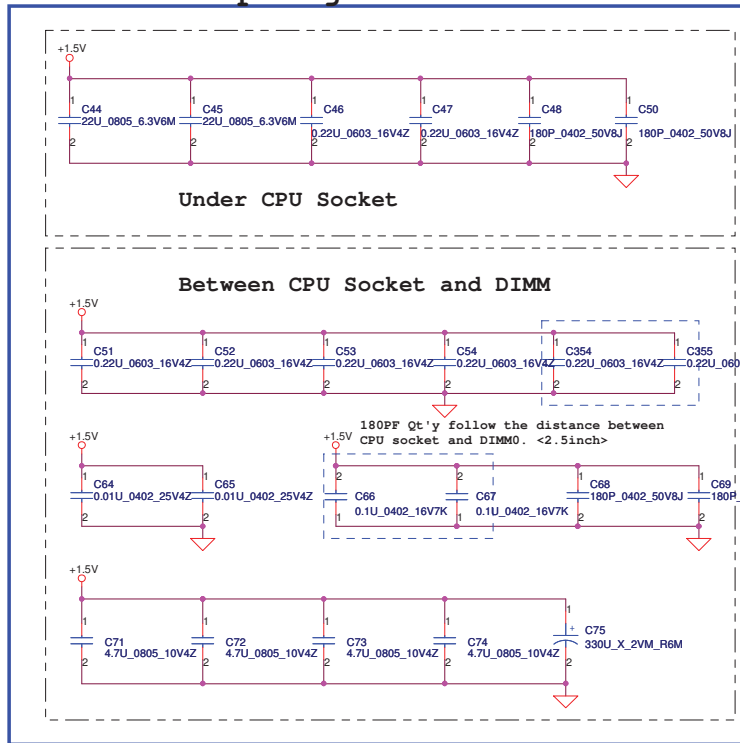 +1.5V
1 1 1 1 1 1
C44 C45 C46 C47 C48 C50
22U_0805_6.3V6M 22U_0805_6.3V6M 0.22U_0603_16V4Z 0.22U_0603_16V4Z 180P_0402_50V8J 180P_0402_50V8J
2 2 2 2 2 2
Under CPU Socket
Between CPU Socket and DIMM
+1.5V
1 1 1 1 1 1
C51 C52 C53 C54 C354 C355
0.22U_0603_16V4Z 0.22U_0603_16V4Z 0.22U_0603_16V4Z 0.22U_0603_16V4Z 0.22U_0603_16V4Z 0.22U_060
2 2 2 2 2 2
180PF Qt'y follow the distance between
CPU socket and DIMM0. <2.5inch>
+1.5V +1.5V
1 1 2 2 1 1
C64 C65 C66 C67 C68 C69
0.01U_0402_25V4Z 0.01U_0402_25V4Z 0.1U_0402_16V7K 0.1U_0402_16V7K 180P_0402_50V8J 180P_
2 2 1 1 2 2
+1.5V
1 1 1 1 1
C71 C72 C73 C74 + C75
4.7U_0805_10V4Z 4.7U_0805_10V4Z 4.7U_0805_10V4Z 4.7U_0805_10V4Z 330U_X_2VM_R6M
2 2 2 2 2